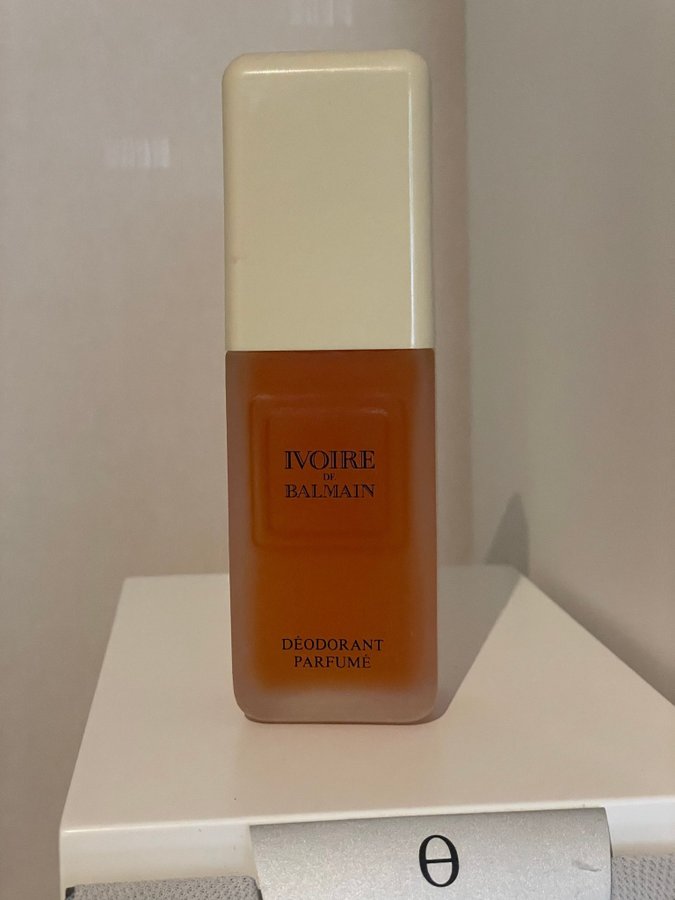 IVOIRE
DE
BALMAIN
DÉODORANT
PARFUMÉ
θ